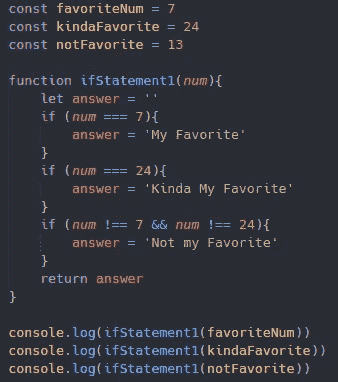 const favoriteNum = 7
const kindaFavorite = 24
const notFavorite = 13

function ifStatement1(num){
    let answer = ''
    if (num === 7){
        answer = 'My Favorite'
    }
    if (num === 24){
        answer = 'Kinda My Favorite'
    }
    if (num !== 7 && num !== 24){
        answer = 'Not my Favorite'
    }
    return answer
}

console.log(ifStatement1(favoriteNum))
console.log(ifStatement1(kindaFavorite))
console.log(ifStatement1(notFavorite))